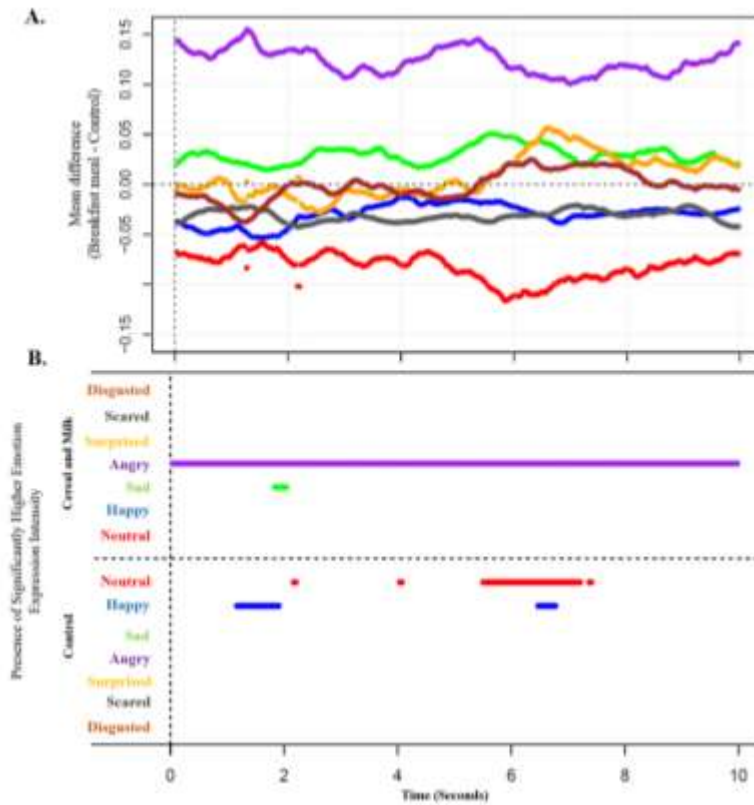 A.
0.15
0.10
0.05
0.00
−0.05
−0.15
Mean difference
(Breakfast meal - Control)
B.
Presence of Significantly Higher Emotion
Expression Intensity
Cereal and Milk
Disgusted
Scared
Surprised
Angry
Sad
Happy
Neutral
Control
Neutral
Happy
Sad
Angry
Surprised
Scared
Disgusted
0 2 4 6 8 10
Time (Seconds)